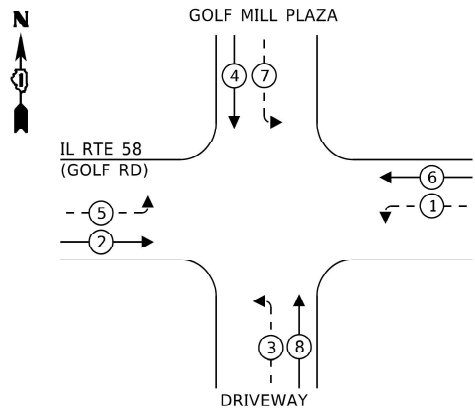 GOLF MILL PLAZA
N
4 7
IL RTE 58
(GOLF RD)
6
5
1
2
3 8
DRIVEWAY